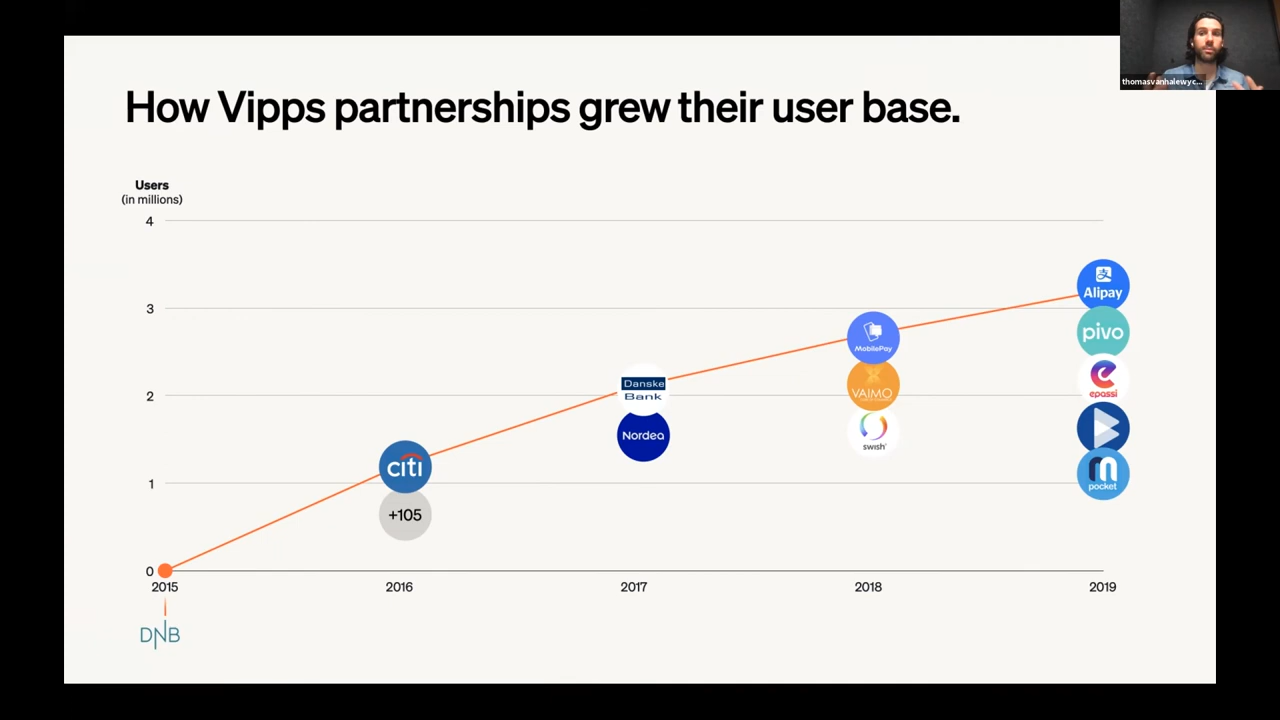 thomasvanhalewyc...
How Vipps partnerships grew their user base.
Users
(in millions)
4
3
2
1
0
Alipay
pivo
epassi
m
pocket
MobilePay
VAIMO
swish
Danske
Bank
Nordea
citi
+105
2015
2016
2017
2018
2019
DNB